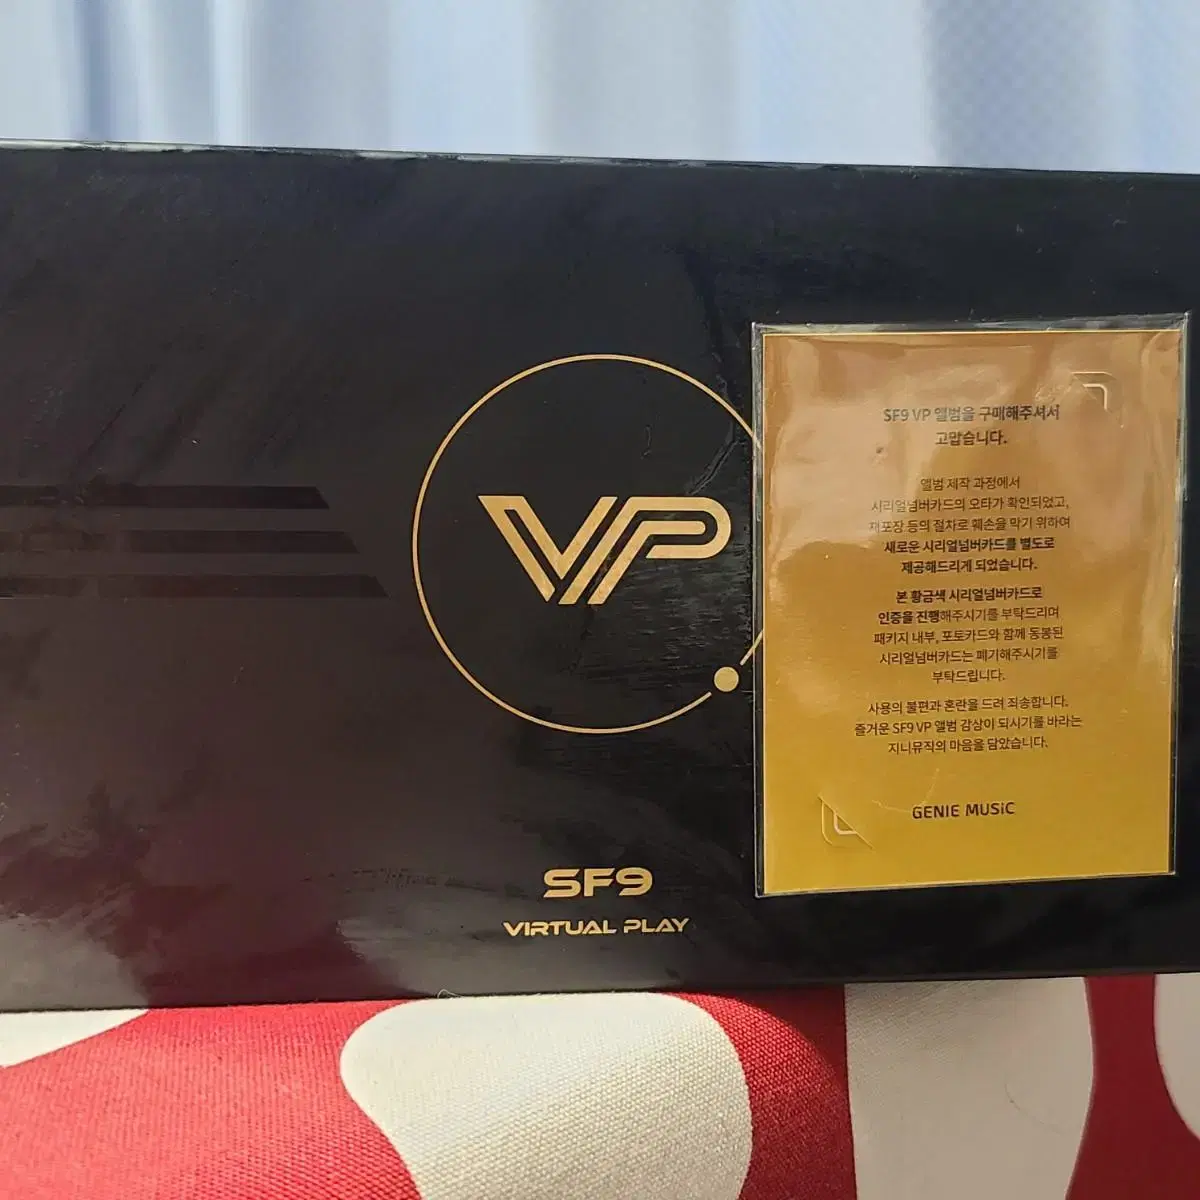 VP
SF9
VIRTUAL PLAY
SF9 VP 앨범을 구매해주셔서
고맙습니다.
앨범 제작 과정에서
시리얼넘버카드의 오타가 확인되었고,
재포장 등의 절차로 훼손을 막기 위하여
새로운 시리얼넘버카드를 별도로
제공해드리게 되었습니다.
본 황금색 시리얼넘버카드로
인증을 진행해주시기를 부탁드리며
패키지 내부, 포토카드와 함께 동봉된
시리얼넘버카드는 폐기해주시기를
부탁드립니다.
사용의 불편과 혼란을 드려 죄송합니다.
즐거운 SF9 VP 앨범 감상이 되시기를 바라는
지니뮤직의 마음을 담았습니다.
GENIE MUSiC